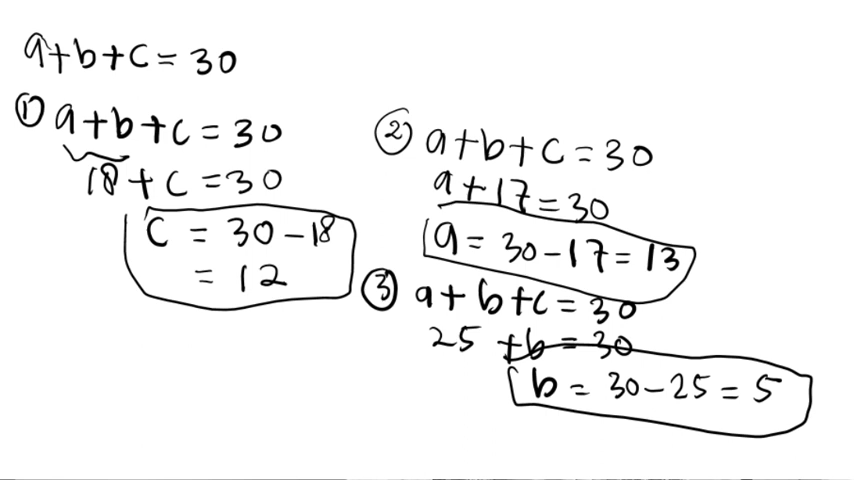 a+b+c=30
① a+b+c=30
18+c=30
c = 30-18
= 12
② a+b+c=30
a+17=30
a= 30-17=13
③ a+b+c=30
25 +b=30
b= 30-25=5